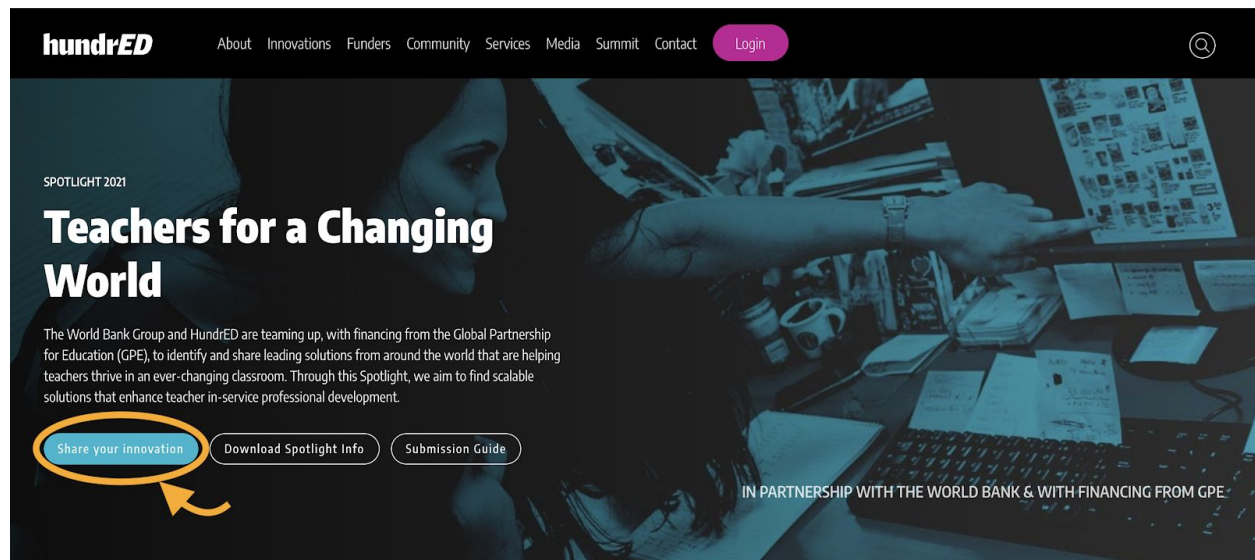 hundrED
About Innovations Funders Community Services Media Summit Contact Login
SPOTLIGHT 2021
Teachers for a Changing
World
The World Bank Group and HundrED are teaming up, with financing from the Global Partnership
for Education (GPE), to identify and share leading solutions from around the world that are helping
teachers thrive in an ever-changing classroom. Through this Spotlight, we aim to find scalable
solutions that enhance teacher in-service professional development.
Share your innovation Download Spotlight Info Submission Guide
IN PARTNERSHIP WITH THE WORLD BANK & WITH FINANCING FROM GPE